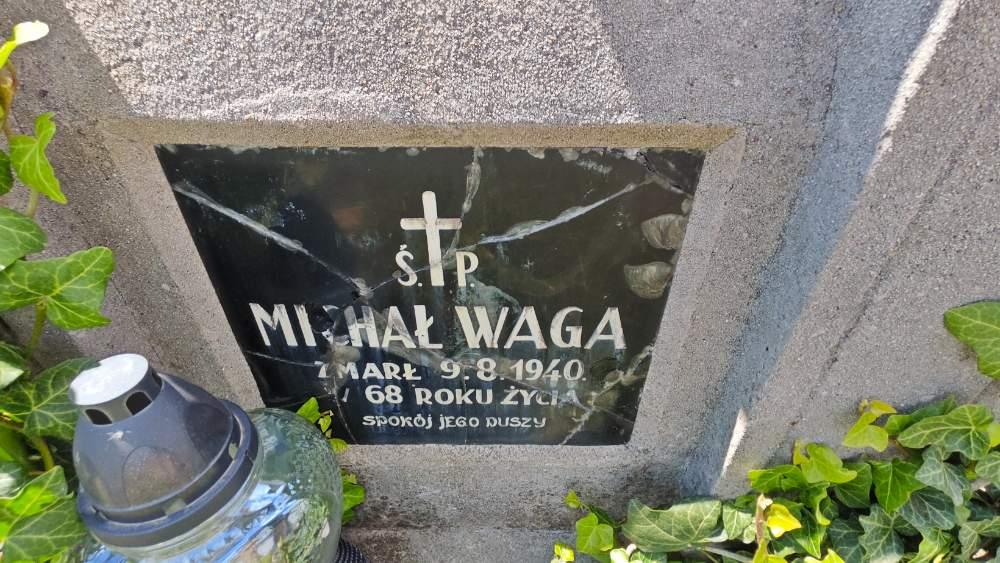 Ś. P.
MICHAŁ WAGA
ZMARŁ 9.8.1940.
68 ROKU ŻYCIA
SPOKÓJ JEGO DUSZY